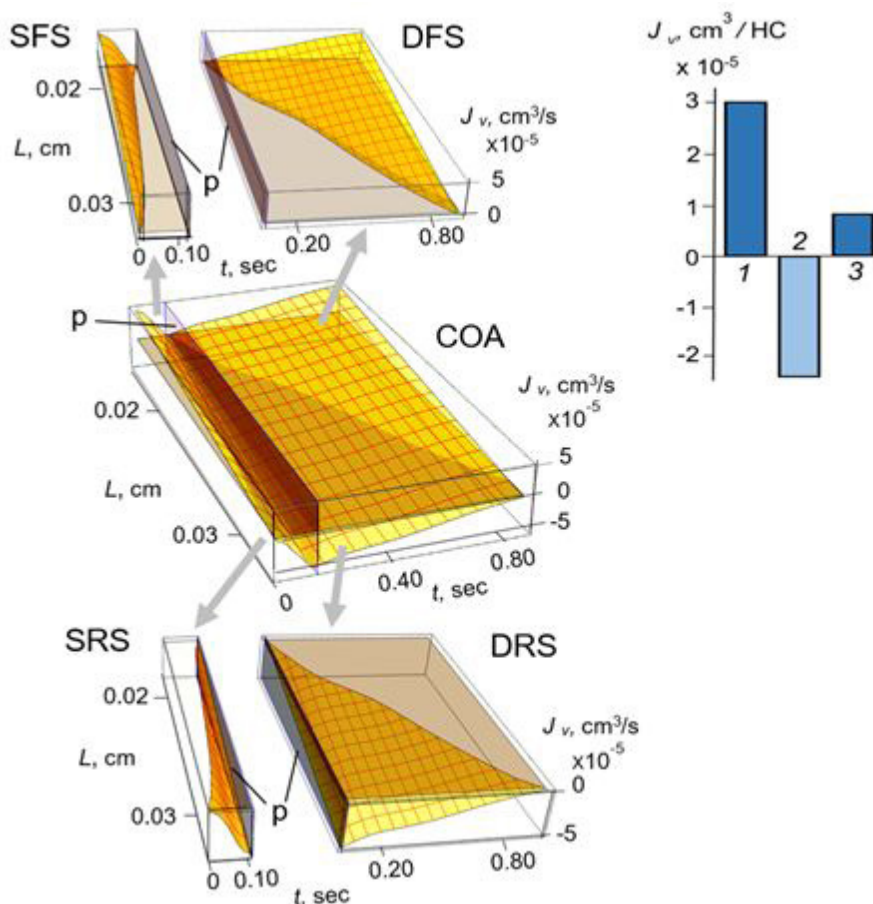 SFS
DFS
0.02
L, cm
0.03
p
0
0.10
t, sec
0.20
0.80
J v, cm³/s
x10⁻⁵
5
0
J v, cm³/HC
x 10⁻⁵
3
1
0
-1
-2
1
2
3
p
COA
0.02
L, cm
0.03
0
0.40
0.80
t, sec
J v, cm³/s
x10⁻⁵
5
0
-5
SRS
DRS
0.02
L, cm
0.03
p
0
0.10
t, sec
0.20
0.80
J v, cm³/s
x10⁻⁵
0
-5